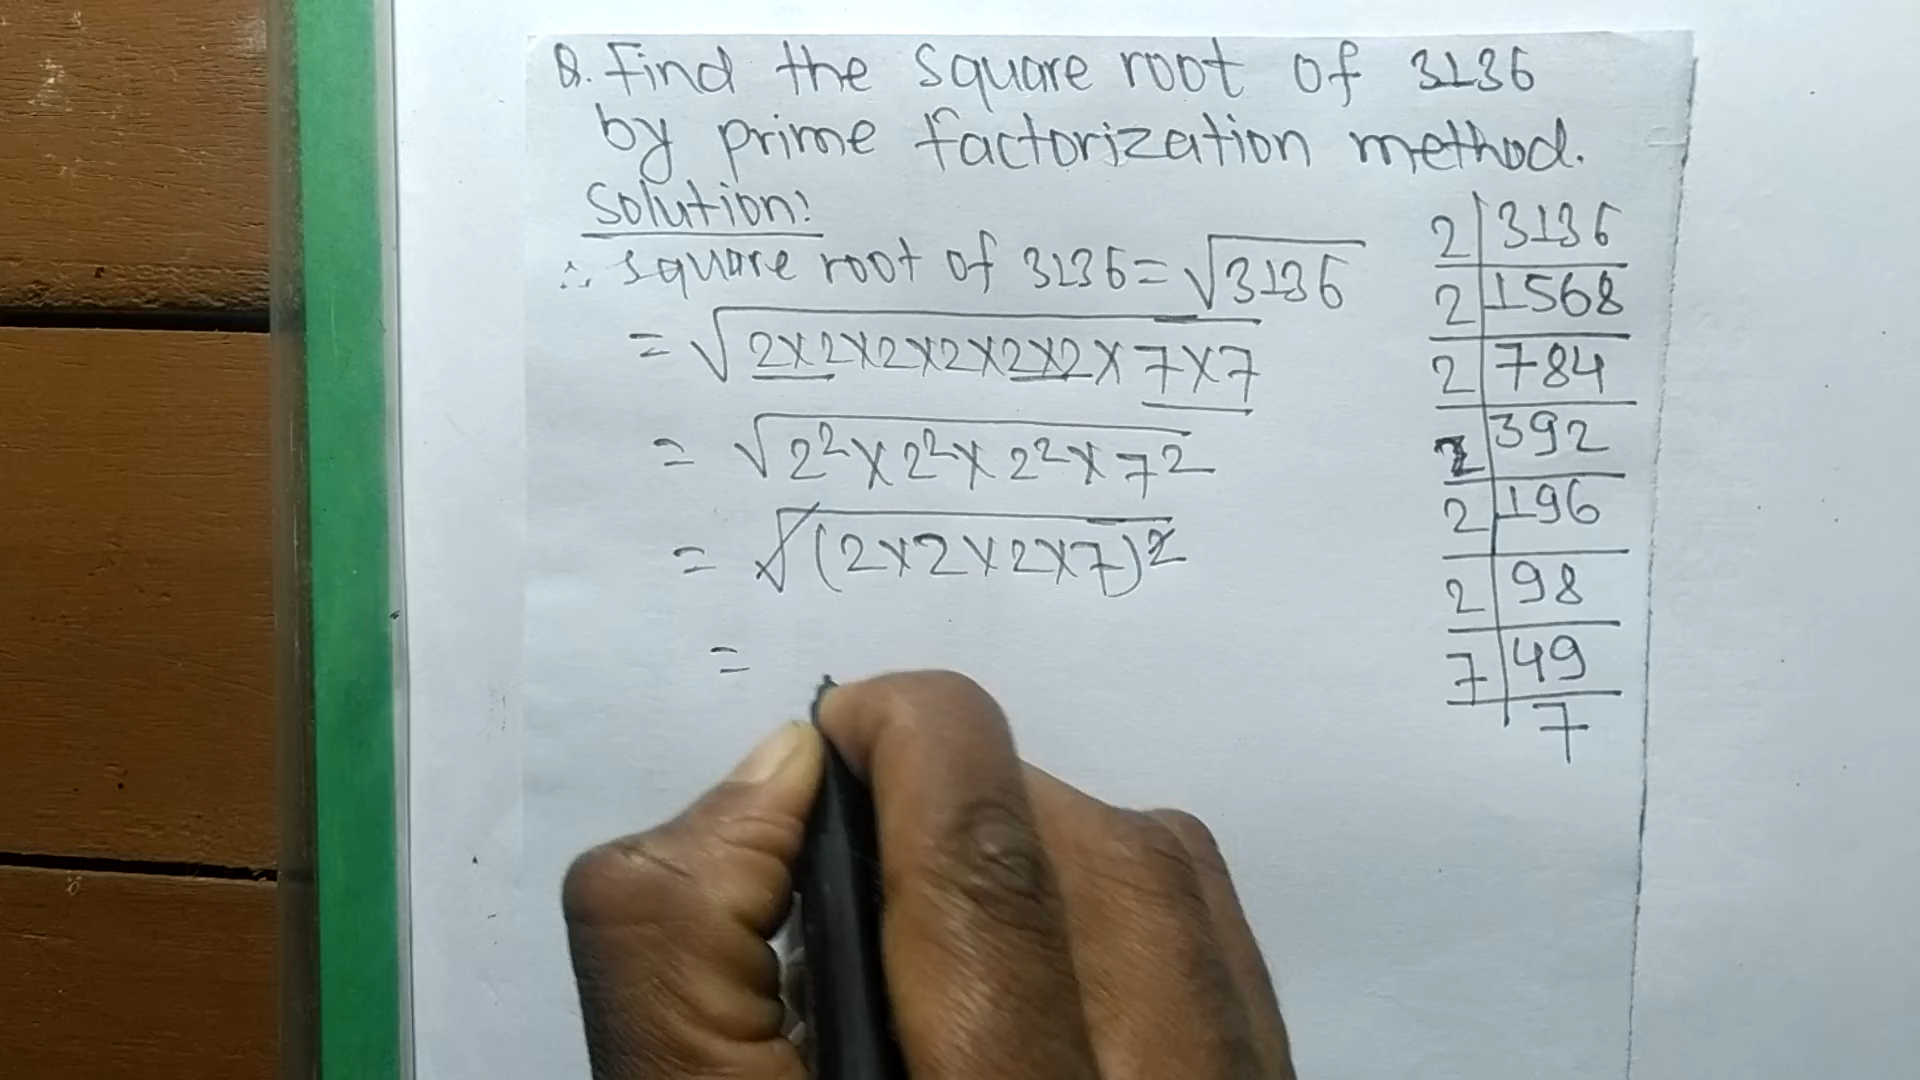 Q. Find the square root of 3136
by prime factorization method.
Solution:
∴ square root of 3136 = √3136
= √2×2×2×2×2×2×7×7
= √2²×2²×2²×7²
= √(2×2×2×7)²
=
2 | 3136
2 | 1568
2 | 784
2 | 392
2 | 196
2 | 98
7 | 49
7